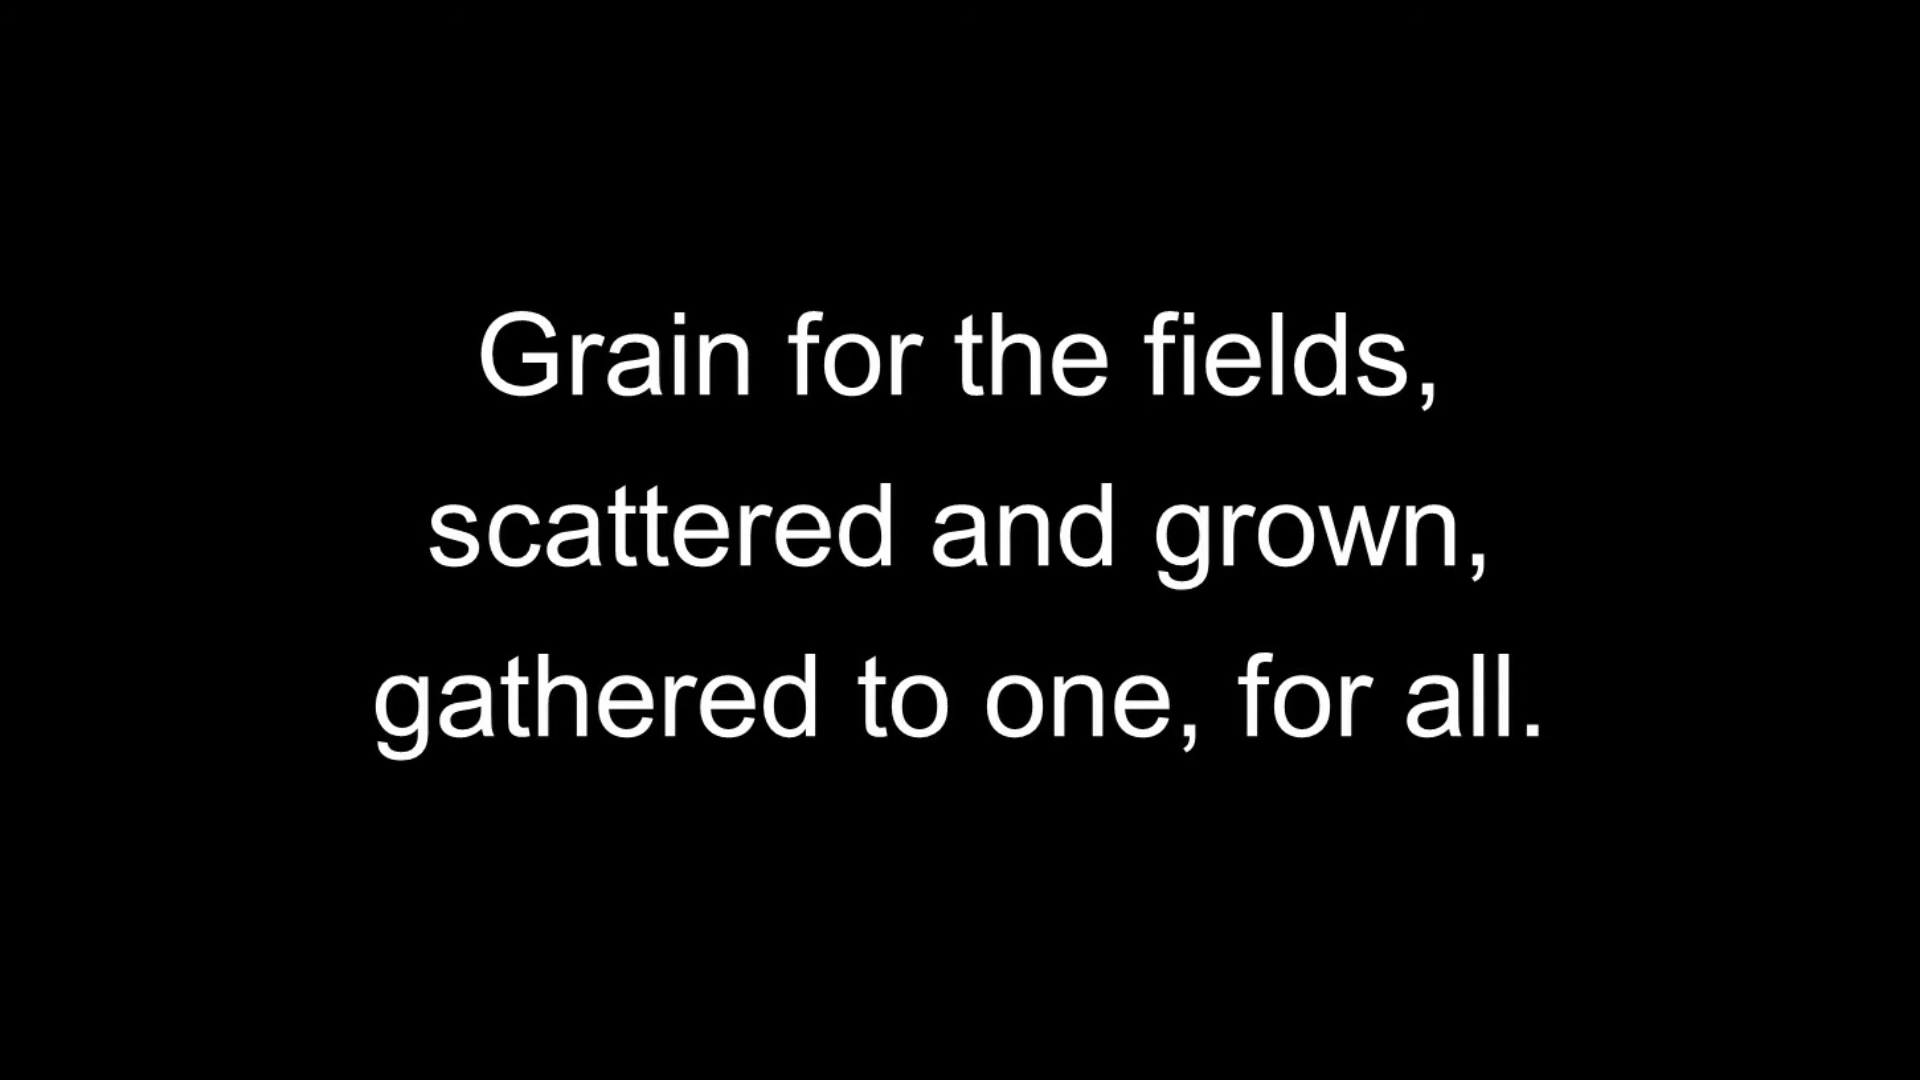 Grain for the fields,
scattered and grown,
gathered to one, for all.